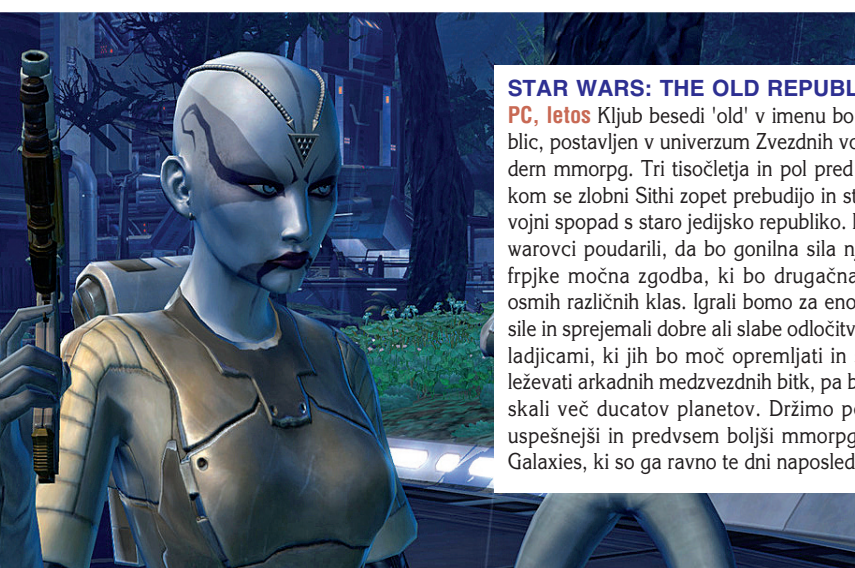 STAR WARS: THE OLD REPUBL
PC, letos Kljub besedi 'old' v imenu bo
blic, postavljen v univerzum Zvezdnih vo
dern mmorpg. Tri tisočletja in pol pred
kom se zlobni Sithi zopet prebudijo in st
vojni spopad s staro jedijsko republiko.
warovci poudarili, da bo gonilna sila nj
frpjke močna zgodba, ki bo drugačna
osmih različnih klas. Igrali bomo za eno
sile in sprejemali dobre ali slabe odločitv
ladjicami, ki jih bo moč opremljati in
leževati arkadnih medzvezdnih bitk, pa b
skali več ducatov planetov. Držimo pe
uspešnejši in predvsem boljši mmorpg
Galaxies, ki so ga ravno te dni naposled